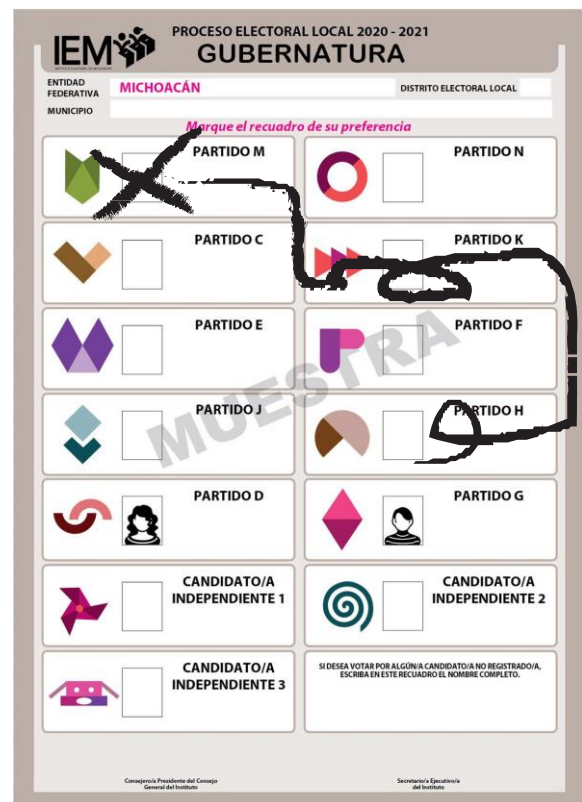 IEM
PROCESO ELECTORAL LOCAL 2020 - 2021
GUBERNATURA
ENTIDAD
FEDERATIVA
MICHOACÁN
DISTRITO ELECTORAL LOCAL
MUNICIPIO
Marque el recuadro de su preferencia
PARTIDO M
PARTIDO N
PARTIDO C
PARTIDO K
PARTIDO E
PARTIDO F
MUESTRA
PARTIDO J
PARTIDO H
PARTIDO D
PARTIDO G
CANDIDATO/A
INDEPENDIENTE 1
CANDIDATO/A
INDEPENDIENTE 2
CANDIDATO/A
INDEPENDIENTE 3
SI DESEA VOTAR POR ALGÚN/A CANDIDATO/A NO REGISTRADO/A,
ESCRIBA EN ESTE RECUADRO EL NOMBRE COMPLETO.
Consejero/a Presidente del Consejo
General del Instituto
Secretario/a Ejecutivo/a
del Instituto